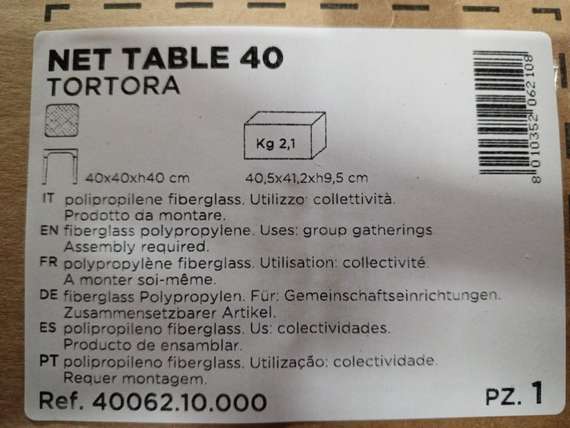 NET TABLE 40
TORTORA
Kg 2,1
40x40xh40 cm
40,5x41,2xh9,5 cm
8 010352 062108
IT polipropilene fiberglass. Utilizzo: collettività.
Prodotto da montare.
EN fiberglass polypropylene. Uses: group gatherings.
Assembly required.
FR polypropylène fiberglass. Utilisation: collectivité.
A monter soi-même.
DE fiberglass Polypropylen. Für: Gemeinschaftseinrichtungen.
Zusammensetzbarer Artikel.
ES polipropileno fiberglass. Us: colectividades.
Producto de ensamblar.
PT polipropileno fiberglass. Utilização: colectividade.
Requer montagem.
Ref. 40062.10.000
PZ. 1